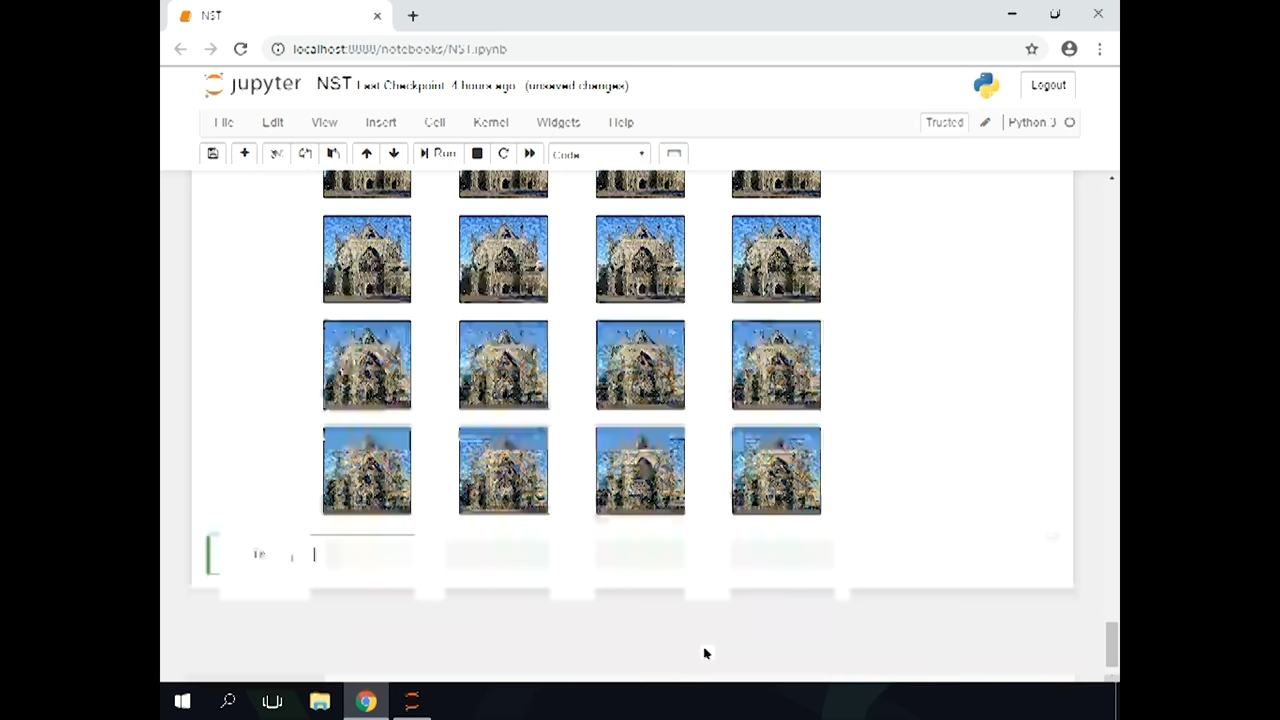 NST
localhost:8888/notebooks/NST.ipynb
jupyter NST Last Checkpoint: 4 hours ago (unsaved changes)
Logout
File Edit View Insert Cell Kernel Widgets Help
Trusted Python 3
Run Code